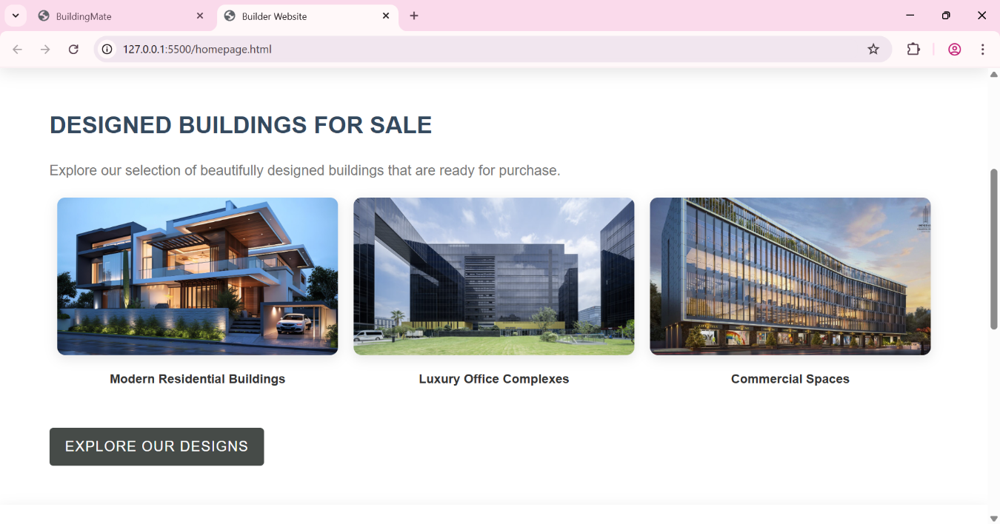 BuildingMate
Builder Website
127.0.0.1:5500/homepage.html
DESIGNED BUILDINGS FOR SALE
Explore our selection of beautifully designed buildings that are ready for purchase.
Modern Residential Buildings
Luxury Office Complexes
Commercial Spaces
EXPLORE OUR DESIGNS